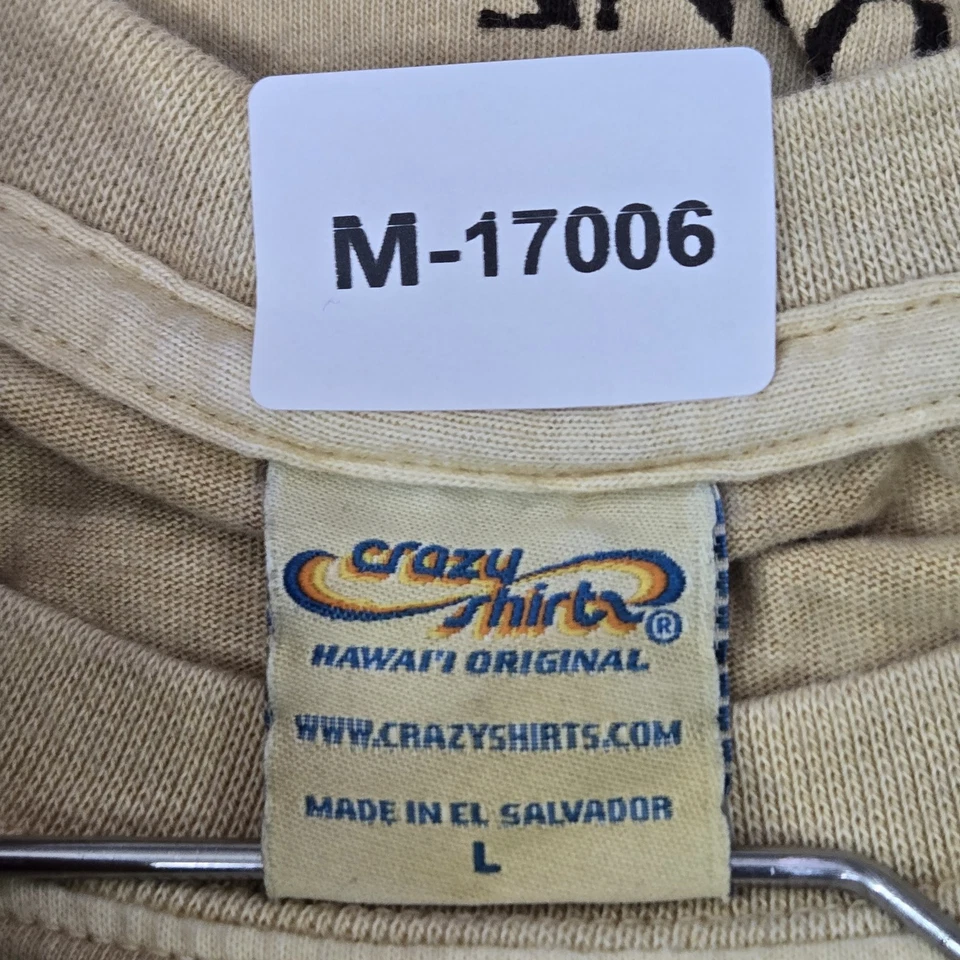 M-17006
crazy
shirts®
HAWAI'I ORIGINAL
WWW.CRAZYSHIRTS.COM
MADE IN EL SALVADOR
L